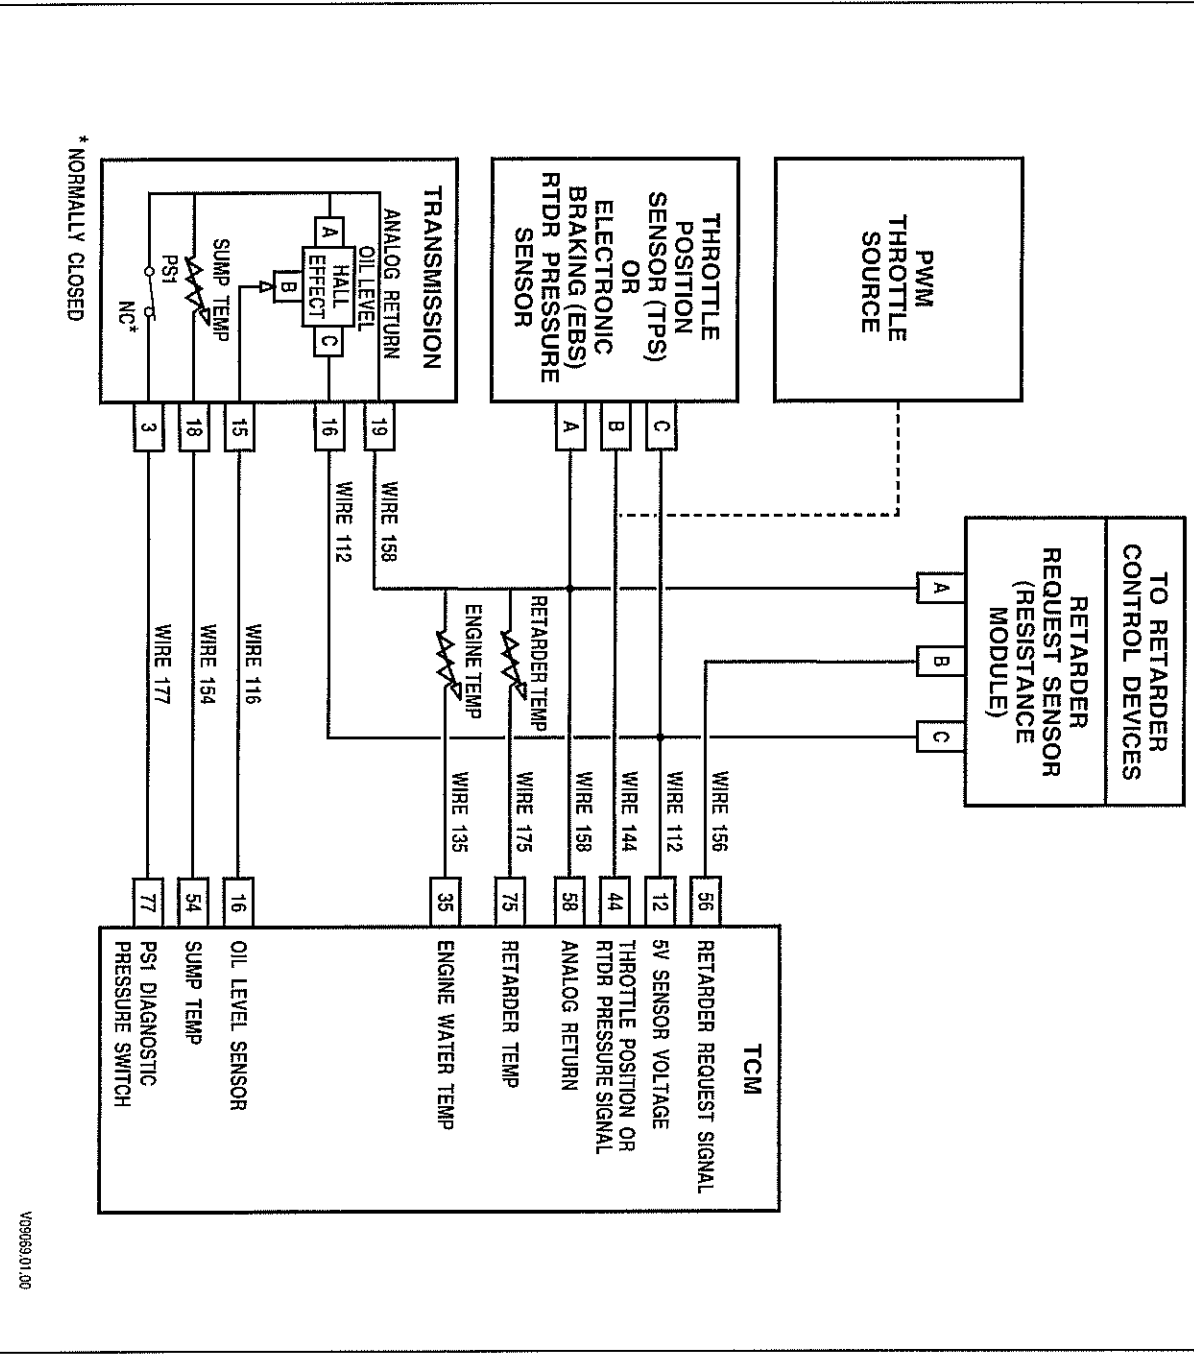 TO RETARDER
CONTROL DEVICES
RETARDER
REQUEST SENSOR
(RESISTANCE
MODULE)
A
B
C
PWM
THROTTLE
SOURCE
THROTTLE
POSITION
SENSOR (TPS)
OR
ELECTRONIC
BRAKING (EBS)
RTDR PRESSURE
SENSOR
C
B
A
TRANSMISSION
ANALOG RETURN
OIL LEVEL
A
HALL
EFFECT
B
C
SUMP TEMP
PS1
NC*
19
16
15
18
3
* NORMALLY CLOSED
WIRE 158
WIRE 112
WIRE 116
WIRE 154
WIRE 177
RETARDER TEMP
ENGINE TEMP
WIRE 156
WIRE 112
WIRE 144
WIRE 158
WIRE 175
WIRE 135
TCM
56 RETARDER REQUEST SIGNAL
12 5V SENSOR VOLTAGE
44 THROTTLE POSITION OR
RTDR PRESSURE SIGNAL
58 ANALOG RETURN
75 RETARDER TEMP
35 ENGINE WATER TEMP
16 OIL LEVEL SENSOR
54 SUMP TEMP
77 PS1 DIAGNOSTIC
PRESSURE SWITCH
V09069.01.00